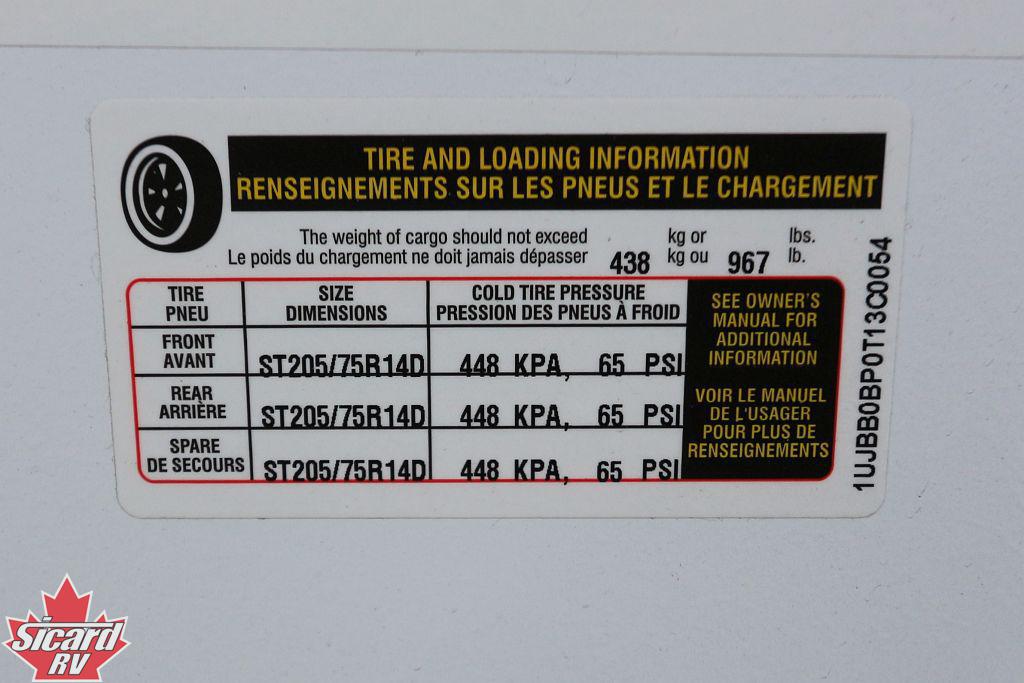 TIRE AND LOADING INFORMATION
RENSEIGNEMENTS SUR LES PNEUS ET LE CHARGEMENT
The weight of cargo should not exceed kg or lbs.
Le poids du chargement ne doit jamais dépasser 438 kg ou 967 lb.
TIRE
PNEU
SIZE
DIMENSIONS
COLD TIRE PRESSURE
PRESSION DES PNEUS À FROID
FRONT
AVANT
ST205/75R14D 448 KPA, 65 PSI
REAR
ARRIÈRE
ST205/75R14D 448 KPA, 65 PSI
SPARE
DE SECOURS
ST205/75R14D 448 KPA, 65 PSI
SEE OWNER'S
MANUAL FOR
ADDITIONAL
INFORMATION
VOIR LE MANUEL
DE L'USAGER
POUR PLUS DE
RENSEIGNEMENTS
1UJBB0BP0T13C0054
Sicard
RV